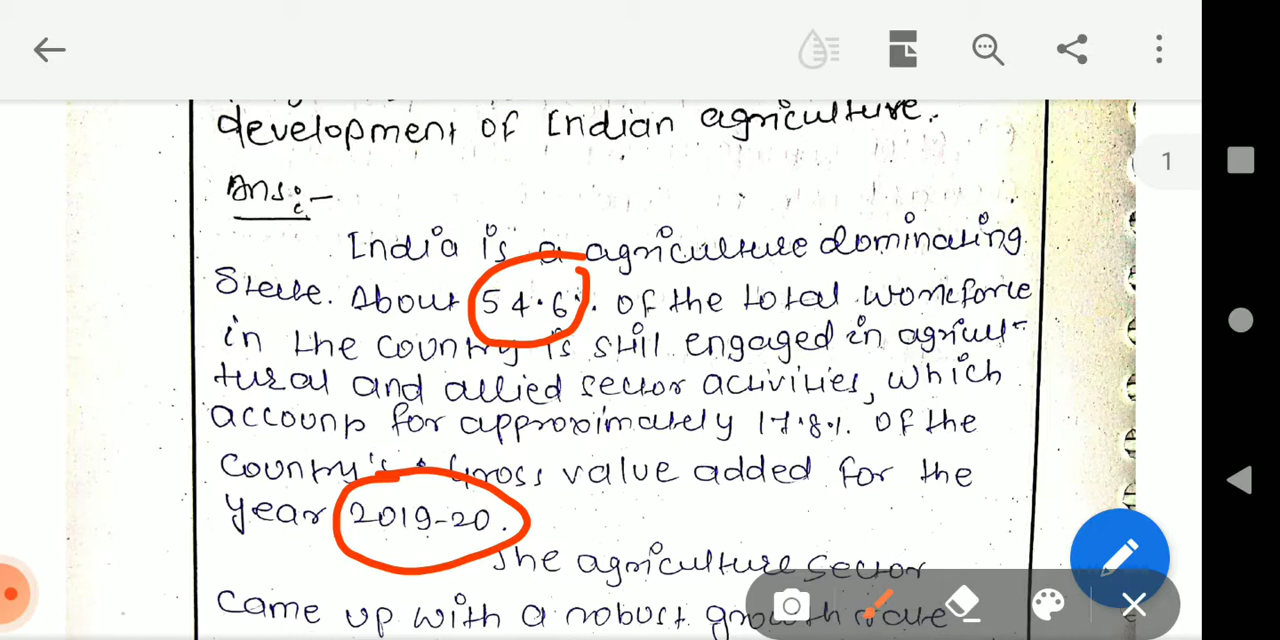 1
development of Indian agriculture.
Ans:-
India is a agriculture dominating
State. About 54.6%. of the total workforce
in the country is still engaged in agricul-
tural and allied sector activities, which
account for approximately 17.8%. of the
country's Gross value added for the
year 2019-20.
The agriculture sector
came up with a robust growth rate